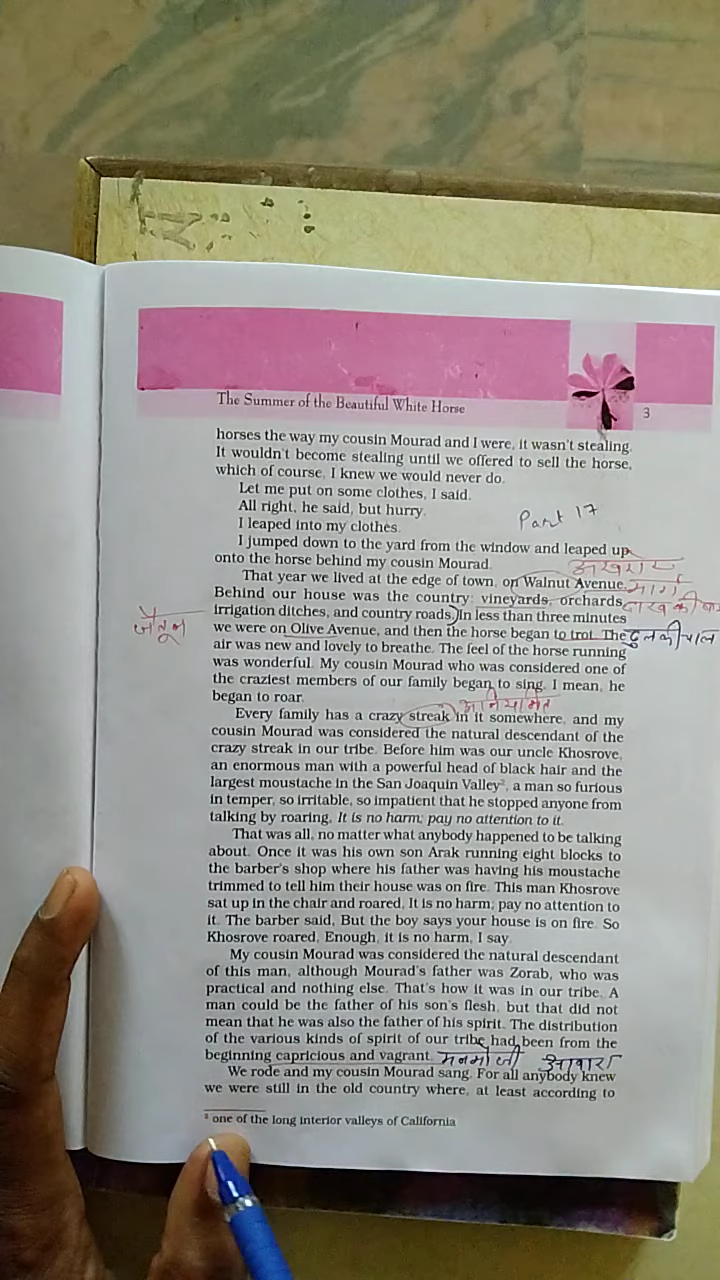 The Summer of the Beautiful White Horse 3
horses the way my cousin Mourad and I were, it wasn't stealing.
It wouldn't become stealing until we offered to sell the horse,
which of course, I knew we would never do.
Let me put on some clothes, I said.
All right, he said, but hurry.
I leaped into my clothes.
Part 17
I jumped down to the yard from the window and leaped up
onto the horse behind my cousin Mourad.
अखरोट
That year we lived at the edge of town, on Walnut Avenue. मार्ग
Behind our house was the country: vineyards, orchards,
irrigation ditches, and country roads. In less than three minutes
जैतून
we were on Olive Avenue, and then the horse began to trot. The दुलकी चाल
air was new and lovely to breathe. The feel of the horse running
was wonderful. My cousin Mourad who was considered one of
the craziest members of our family began to sing. I mean, he
began to roar.
अनियमित
Every family has a crazy streak in it somewhere, and my
cousin Mourad was considered the natural descendant of the
crazy streak in our tribe. Before him was our uncle Khosrove,
an enormous man with a powerful head of black hair and the
largest moustache in the San Joaquin Valley², a man so furious
in temper, so irritable, so impatient that he stopped anyone from
talking by roaring, It is no harm; pay no attention to it.
That was all, no matter what anybody happened to be talking
about. Once it was his own son Arak running eight blocks to
the barber's shop where his father was having his moustache
trimmed to tell him their house was on fire. This man Khosrove
sat up in the chair and roared, It is no harm; pay no attention to
it. The barber said, But the boy says your house is on fire. So
Khosrove roared, Enough, it is no harm, I say.
My cousin Mourad was considered the natural descendant
of this man, although Mourad's father was Zorab, who was
practical and nothing else. That's how it was in our tribe. A
man could be the father of his son's flesh, but that did not
mean that he was also the father of his spirit. The distribution
of the various kinds of spirit of our tribe had been from the
beginning capricious and vagrant. मनमौजी आवारा
We rode and my cousin Mourad sang. For all anybody knew
we were still in the old country where, at least according to
² one of the long interior valleys of California